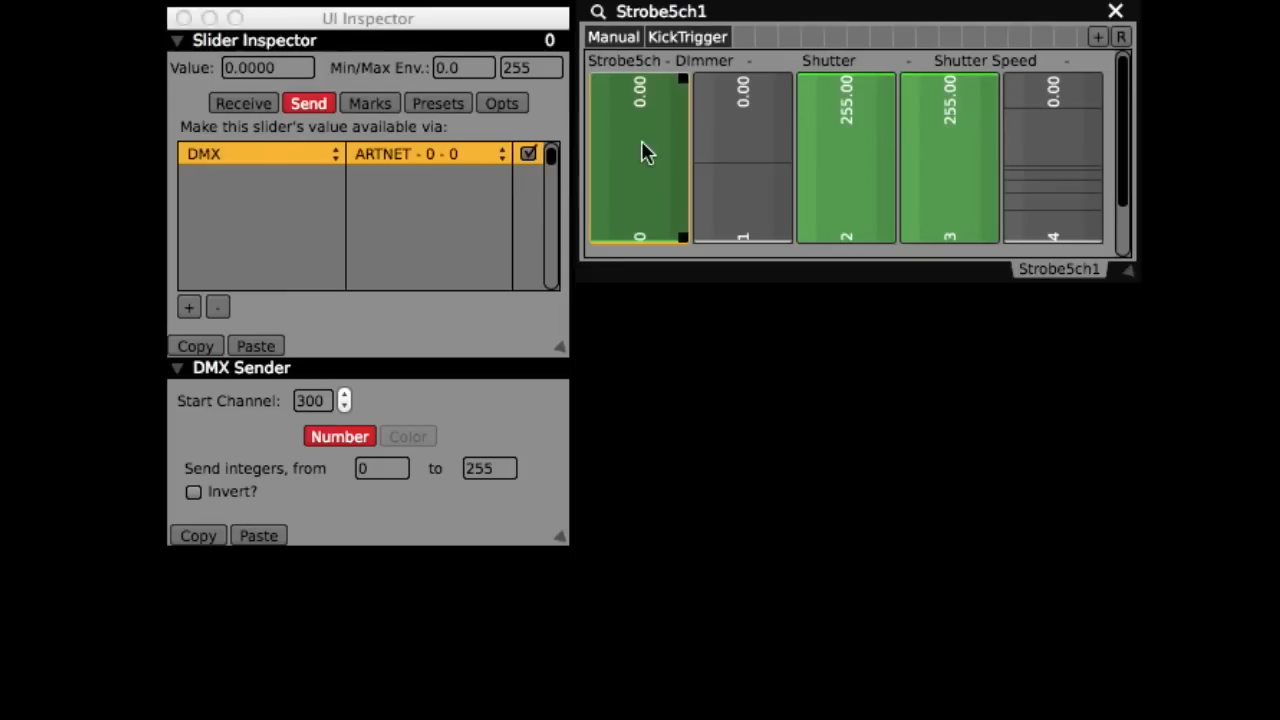 UI Inspector
Slider Inspector 0
Value: 0.0000 Min/Max Env.: 0.0 255
Receive Send Marks Presets Opts
Make this slider's value available via:
DMX ARTNET - 0 - 0
+ -
Copy Paste
DMX Sender
Start Channel: 300
Number Color
Send integers, from 0 to 255
Invert?
Copy Paste
Strobe5ch1
Manual KickTrigger + R
Strobe5ch - DImmer - Shutter - Shutter Speed -
0.00 0.00 255.00 255.00 0.00
0 1 2 3 4
Strobe5ch1